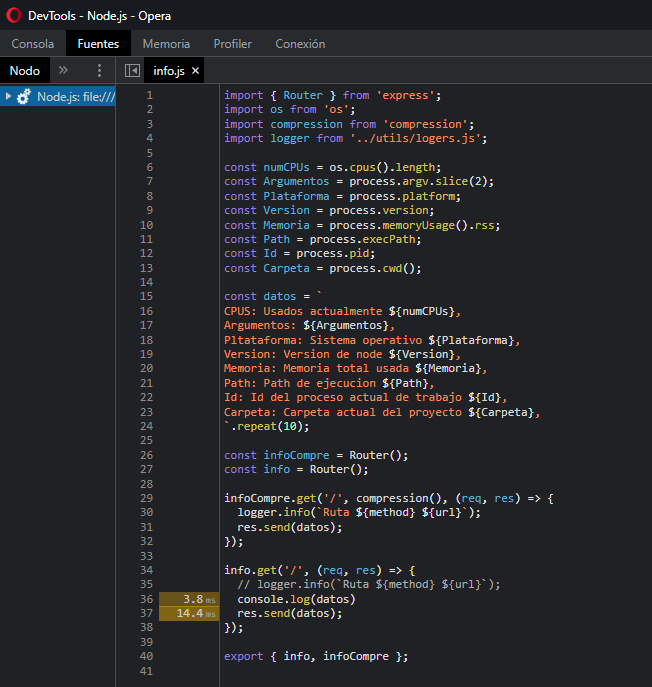 DevTools - Node.js - Opera
Consola Fuentes Memoria Profiler Conexión
Nodo » info.js ×
Node.js: file:///
1 import { Router } from 'express';
2 import os from 'os';
3 import compression from 'compression';
4 import logger from '../utils/logers.js';
5
6 const numCPUs = os.cpus().length;
7 const Argumentos = process.argv.slice(2);
8 const Plataforma = process.platform;
9 const Version = process.version;
10 const Memoria = process.memoryUsage().rss;
11 const Path = process.execPath;
12 const Id = process.pid;
13 const Carpeta = process.cwd();
14
15 const datos = `
16 CPUS: Usados actualmente ${numCPUs},
17 Argumentos: ${Argumentos},
18 Pltataforma: Sistema operativo ${Plataforma},
19 Version: Version de node ${Version},
20 Memoria: Memoria total usada ${Memoria},
21 Path: Path de ejecucion ${Path},
22 Id: Id del proceso actual de trabajo ${Id},
23 Carpeta: Carpeta actual del proyecto ${Carpeta},
24 `.repeat(10);
25
26 const infoCompre = Router();
27 const info = Router();
28
29 infoCompre.get('/', compression(), (req, res) => {
30   logger.info(`Ruta ${method} ${url}`);
31   res.send(datos);
32 });
33
34 info.get('/', (req, res) => {
35   // logger.info(`Ruta ${method} ${url}`);
36 3.8 ms console.log(datos)
37 14.4 ms res.send(datos);
38 });
39
40 export { info, infoCompre };
41